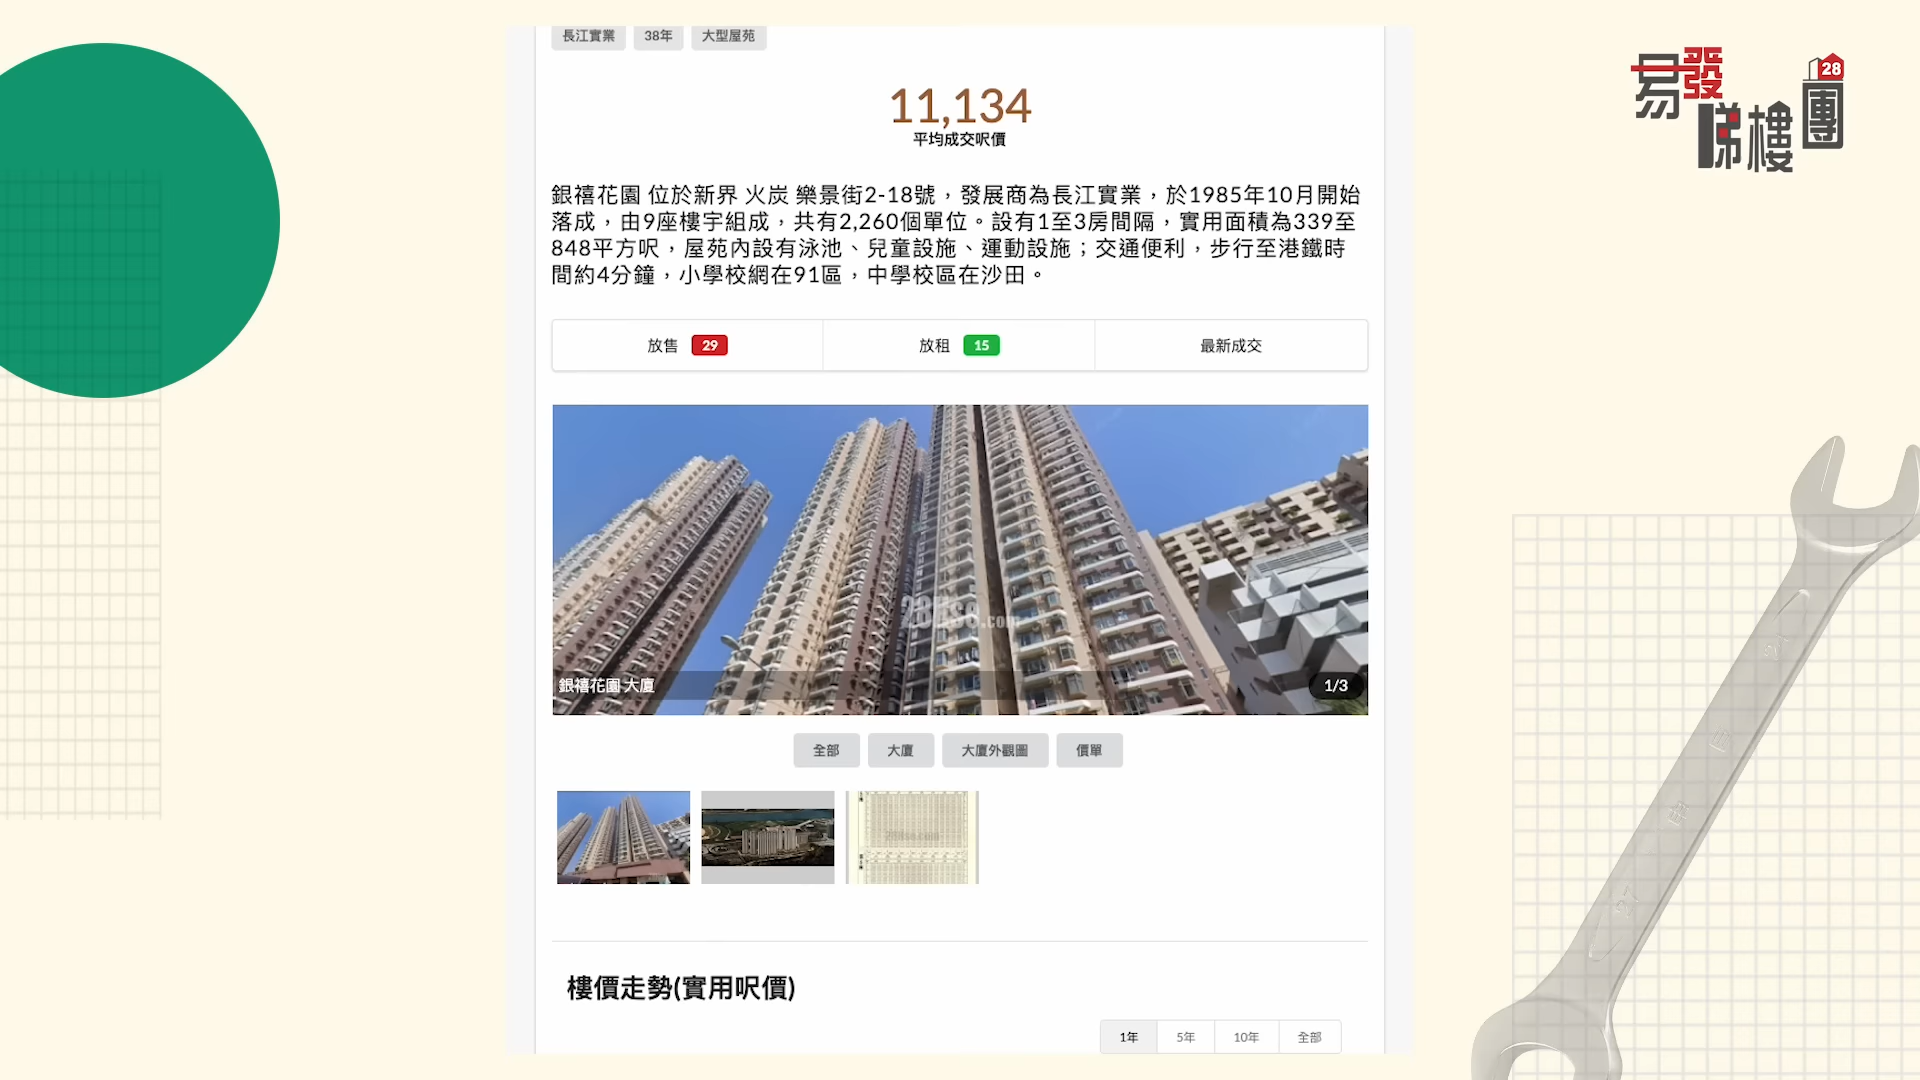 長江實業 38年 大型屋苑
易發睇樓團 28
11,134
平均成交呎價
銀禧花園 位於新界 火炭 樂景街2-18號，發展商為長江實業，於1985年10月開始
落成，由9座樓宇組成，共有2,260個單位。設有1至3房間隔，實用面積為339至
848平方呎，屋苑內設有泳池、兒童設施、運動設施；交通便利，步行至港鐵時
間約4分鐘，小學校網在91區，中學校區在沙田。
放售 29 放租 15 最新成交
28Hse.com
銀禧花園 大廈 1/3
全部 大廈 大廈外觀圖 價單
樓價走勢(實用呎價)
1年 5年 10年 全部